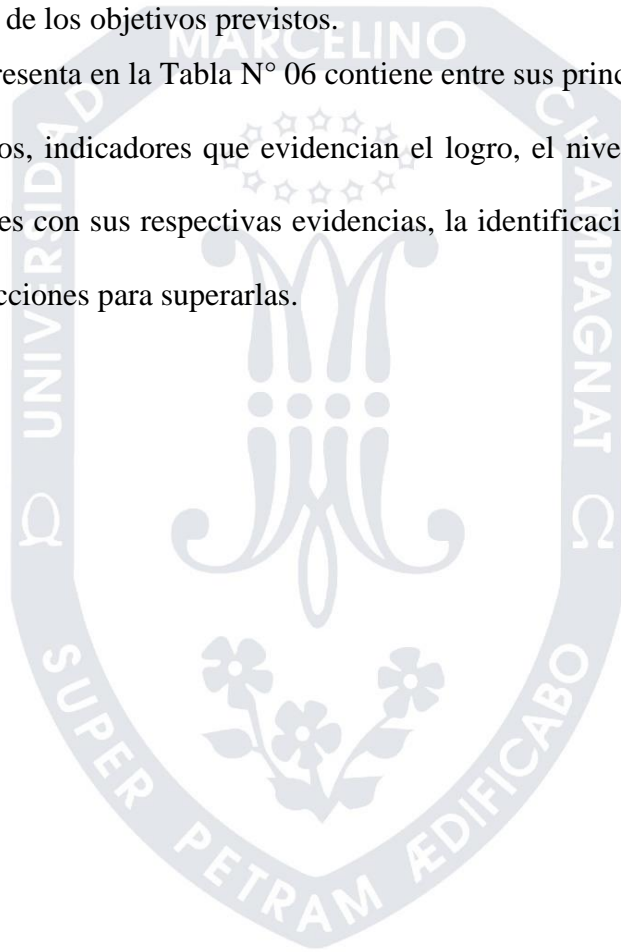 de los objetivos previstos.
MARCELINO
resenta en la Tabla N° 06 contiene entre sus princ
os, indicadores que evidencian el logro, el nive
es con sus respectivas evidencias, la identificaci
cciones para superarlas.
UNIVERSIDAD
CHAMPAGNAT
Ω Ω
SUPER PETRAM ÆDIFICABO